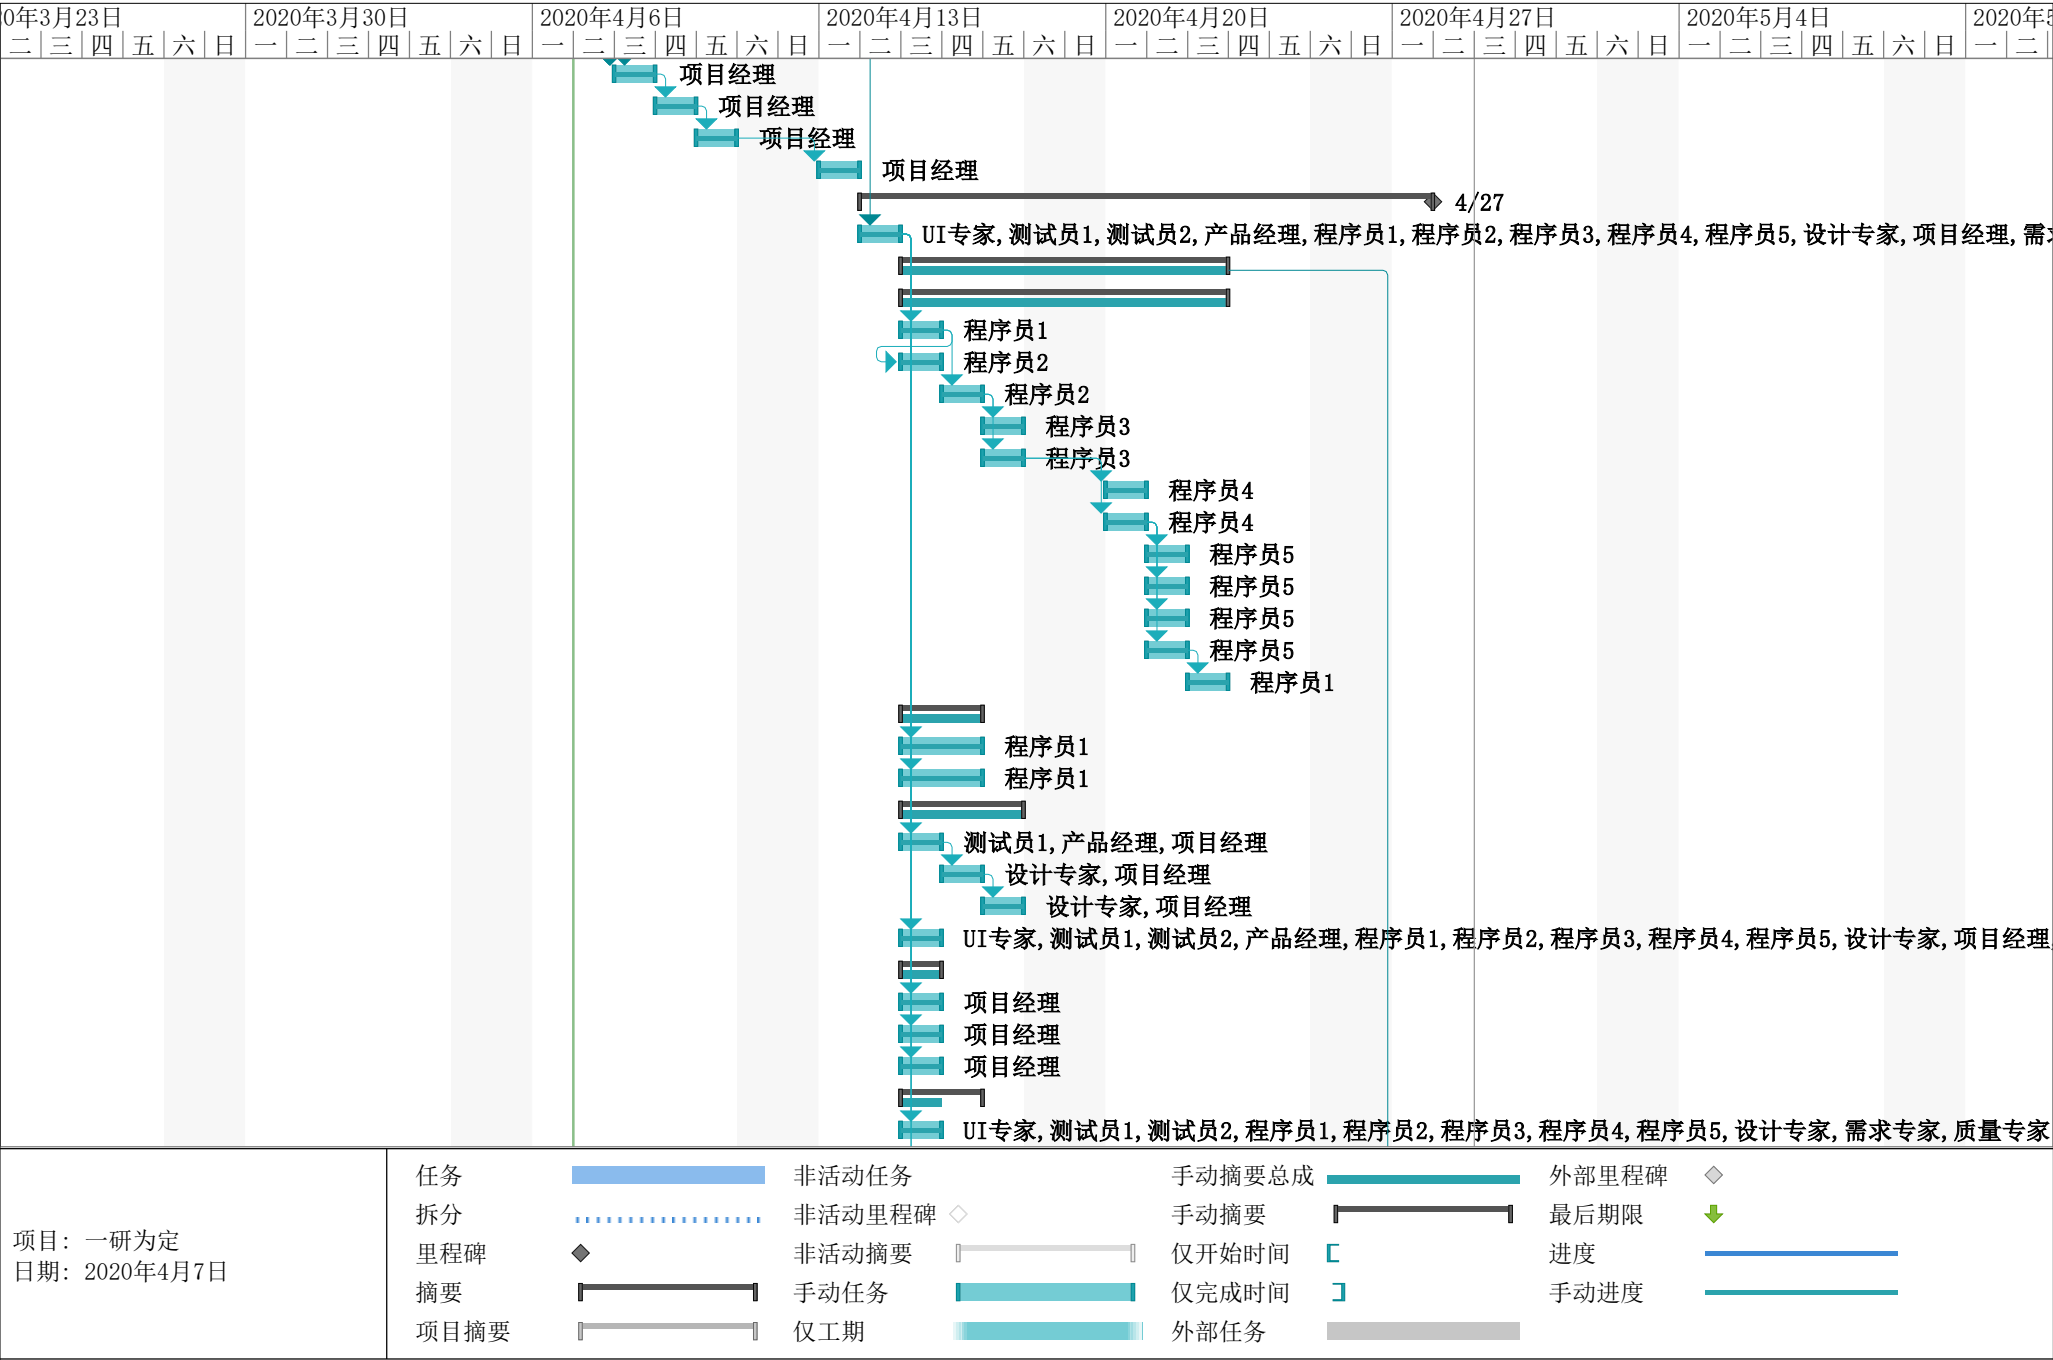 0年3月23日 2020年3月30日 2020年4月6日 2020年4月13日 2020年4月20日 2020年4月27日 2020年5月4日 2020年5
二 三 四 五 六 日 一 二 三 四 五 六 日 一 二 三 四 五 六 日 一 二 三 四 五 六 日 一 二 三 四 五 六 日 一 二 三 四 五 六 日 一 二 三 四 五 六 日 一 二
项目经理
项目经理
项目经理
项目经理
4/27
UI专家,测试员1,测试员2,产品经理,程序员1,程序员2,程序员3,程序员4,程序员5,设计专家,项目经理,需
程序员1
程序员2
程序员2
程序员3
程序员3
程序员4
程序员4
程序员5
程序员5
程序员5
程序员5
程序员1
程序员1
程序员1
测试员1,产品经理,项目经理
设计专家,项目经理
设计专家,项目经理
UI专家,测试员1,测试员2,产品经理,程序员1,程序员2,程序员3,程序员4,程序员5,设计专家,项目经理
项目经理
项目经理
项目经理
UI专家,测试员1,测试员2,程序员1,程序员2,程序员3,程序员4,程序员5,设计专家,需求专家,质量专家
项目: 一研为定
日期: 2020年4月7日
任务 非活动任务 手动摘要总成 外部里程碑
拆分 非活动里程碑 手动摘要 最后期限
里程碑 非活动摘要 仅开始时间 进度
摘要 手动任务 仅完成时间 手动进度
项目摘要 仅工期 外部任务